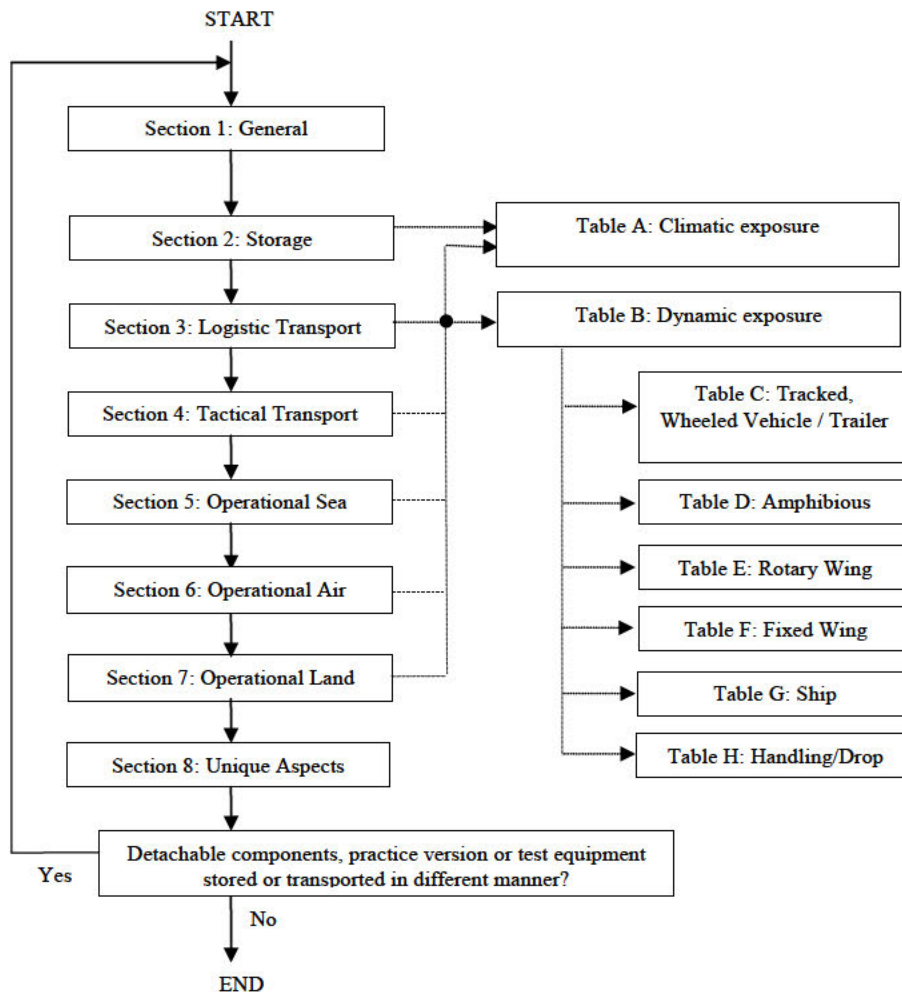 START
Section 1: General
Section 2: Storage
Table A: Climatic exposure
Section 3: Logistic Transport
Table B: Dynamic exposure
Section 4: Tactical Transport
Table C: Tracked,
Wheeled Vehicle / Trailer
Section 5: Operational Sea
Table D: Amphibious
Section 6: Operational Air
Table E: Rotary Wing
Table F: Fixed Wing
Section 7: Operational Land
Table G: Ship
Section 8: Unique Aspects
Table H: Handling/Drop
Detachable components, practice version or test equipment
stored or transported in different manner?
Yes
No
END